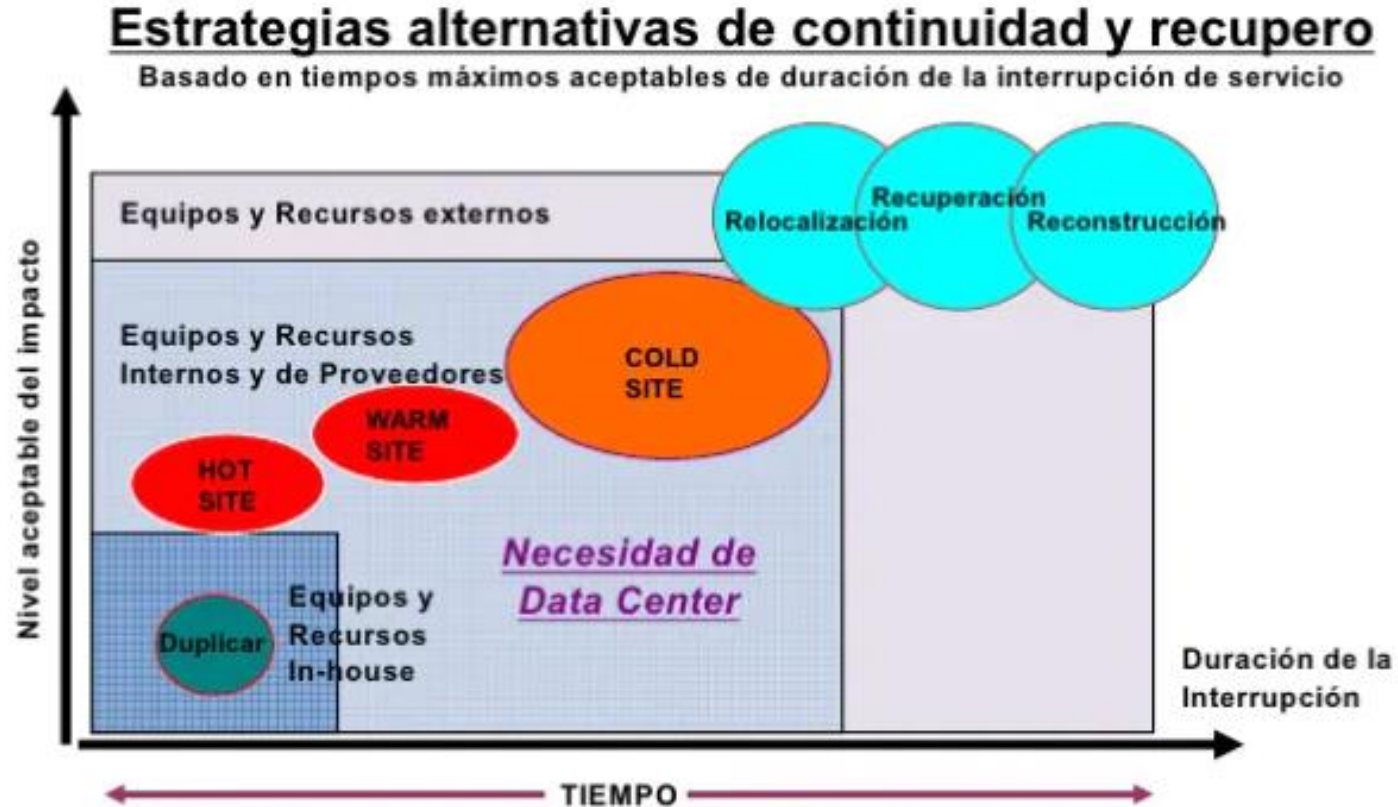 Estrategias alternativas de continuidad y recupero
Basado en tiempos máximos aceptables de duración de la interrupción de servicio
Nivel aceptable del impacto
Equipos y Recursos externos
Relocalización
Recuperación
Reconstrucción
Equipos y Recursos
Internos y de Proveedores
COLD
SITE
WARM
SITE
HOT
SITE
Necesidad de
Data Center
Duplicar
Equipos y
Recursos
In-house
Duración de la
Interrupción
TIEMPO